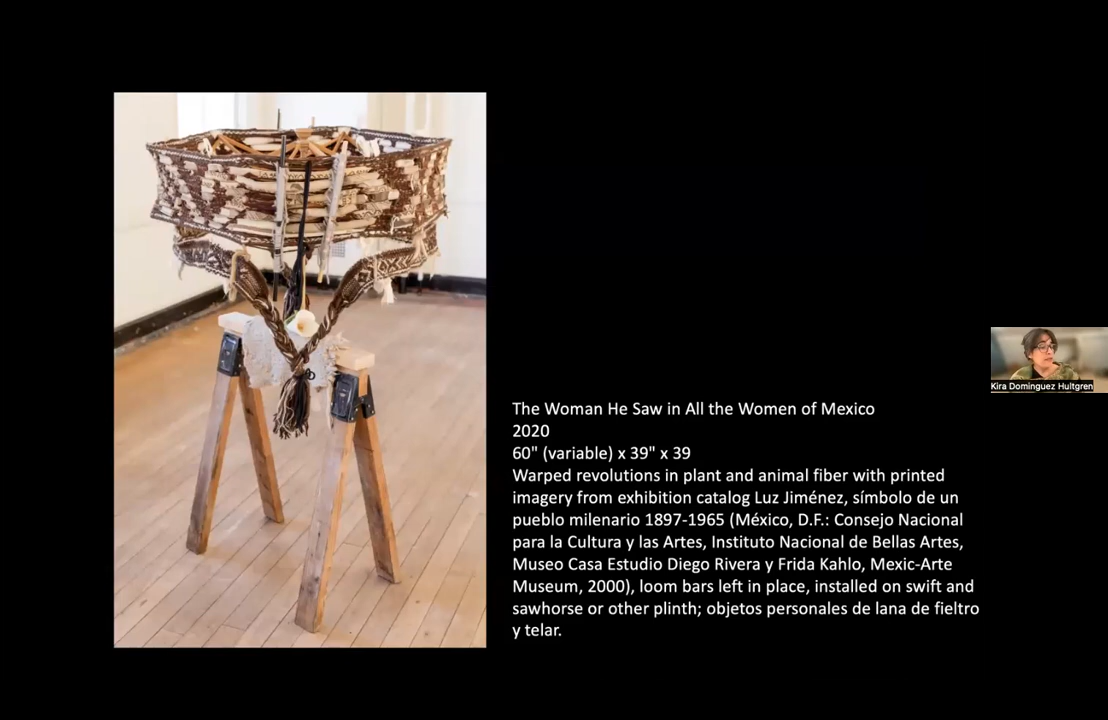 The Woman He Saw in All the Women of Mexico
2020
60" (variable) x 39" x 39
Warped revolutions in plant and animal fiber with printed
imagery from exhibition catalog Luz Jiménez, símbolo de un
pueblo milenario 1897-1965 (México, D.F.: Consejo Nacional
para la Cultura y las Artes, Instituto Nacional de Bellas Artes,
Museo Casa Estudio Diego Rivera y Frida Kahlo, Mexic-Arte
Museum, 2000), loom bars left in place, installed on swift and
sawhorse or other plinth; objetos personales de lana de fieltro
y telar.
Kira Dominguez Hultgren